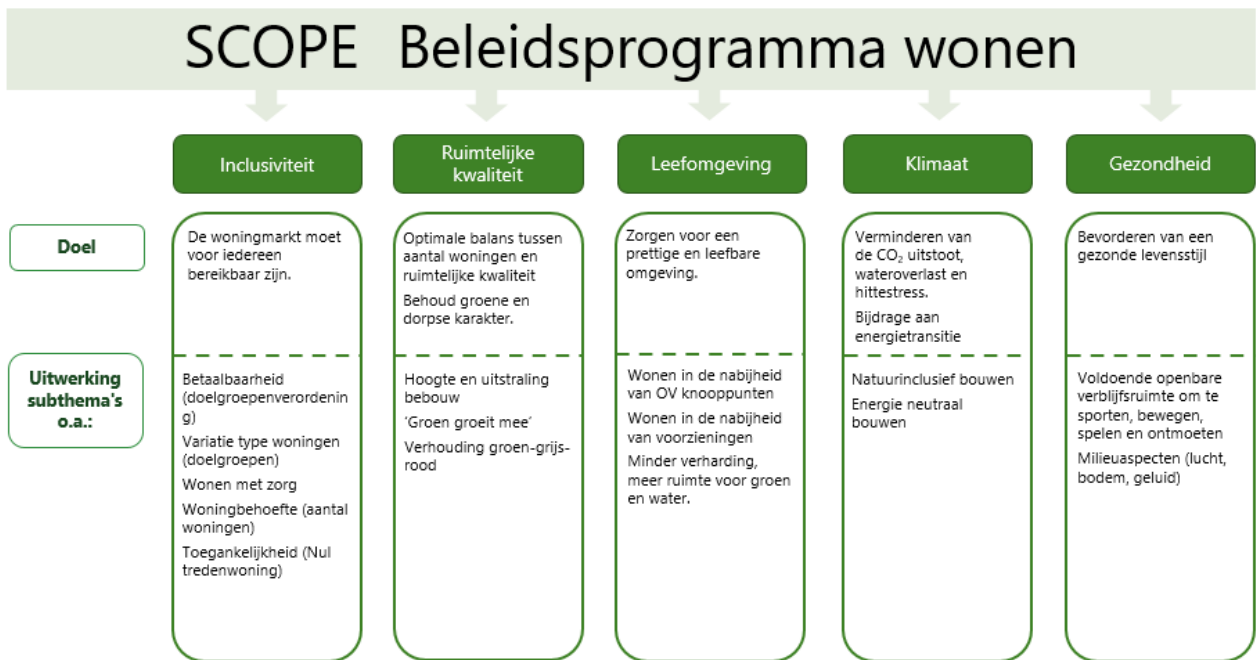 SCOPE Beleidsprogramma wonen
Inclusiviteit
Ruimtelijke
kwaliteit
Leefomgeving
Klimaat
Gezondheid
Doel
De woningmarkt moet
voor iedereen
bereikbaar zijn.
Optimale balans tussen
aantal woningen en
ruimtelijke kwaliteit
Behoud groene en
dorpse karakter.
Zorgen voor een
prettige en leefbare
omgeving.
Verminderen van
de CO₂ uitstoot,
wateroverlast en
hittestress.
Bijdrage aan
energietransitie
Bevorderen van een
gezonde levensstijl
Uitwerking
subthema's
o.a.:
Betaalbaarheid
(doelgroepenverordenin
g)
Variatie type woningen
(doelgroepen)
Wonen met zorg
Woningbehoefte (aantal
woningen)
Toegankelijkheid (Nul
tredenwoning)
Hoogte en uitstraling
bebouw
‘Groen groeit mee’
Verhouding groen-grijs-
rood
Wonen in de nabijheid
van OV knooppunten
Wonen in de nabijheid
van voorzieningen
Minder verharding,
meer ruimte voor groen
en water.
Natuurinclusief bouwen
Energie neutraal
bouwen
Voldoende openbare
verblijfsruimte om te
sporten, bewegen,
spelen en ontmoeten
Milieuaspecten (lucht,
bodem, geluid)